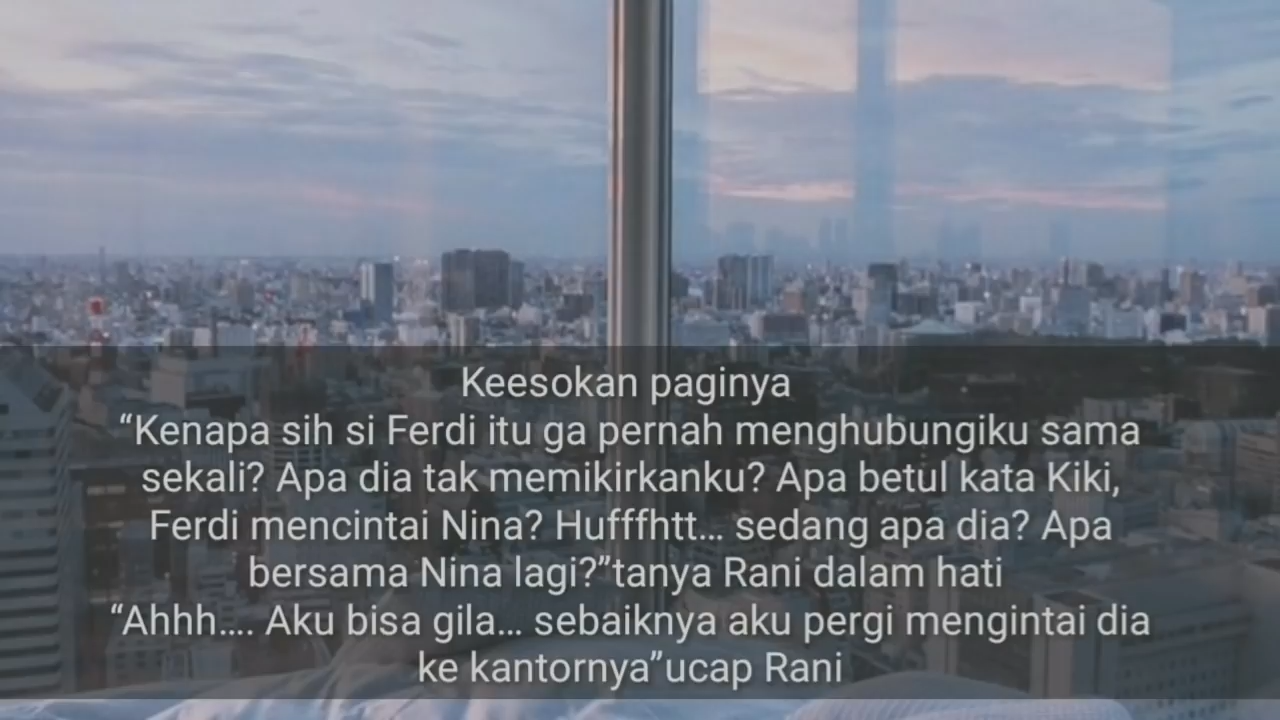 Keesokan paginya
“Kenapa sih si Ferdi itu ga pernah menghubungiku sama
sekali? Apa dia tak memikirkanku? Apa betul kata Kiki,
Ferdi mencintai Nina? Hufffhtt... sedang apa dia? Apa
bersama Nina lagi?”tanya Rani dalam hati
“Ahhh.... Aku bisa gila... sebaiknya aku pergi mengintai dia
ke kantornya”ucap Rani